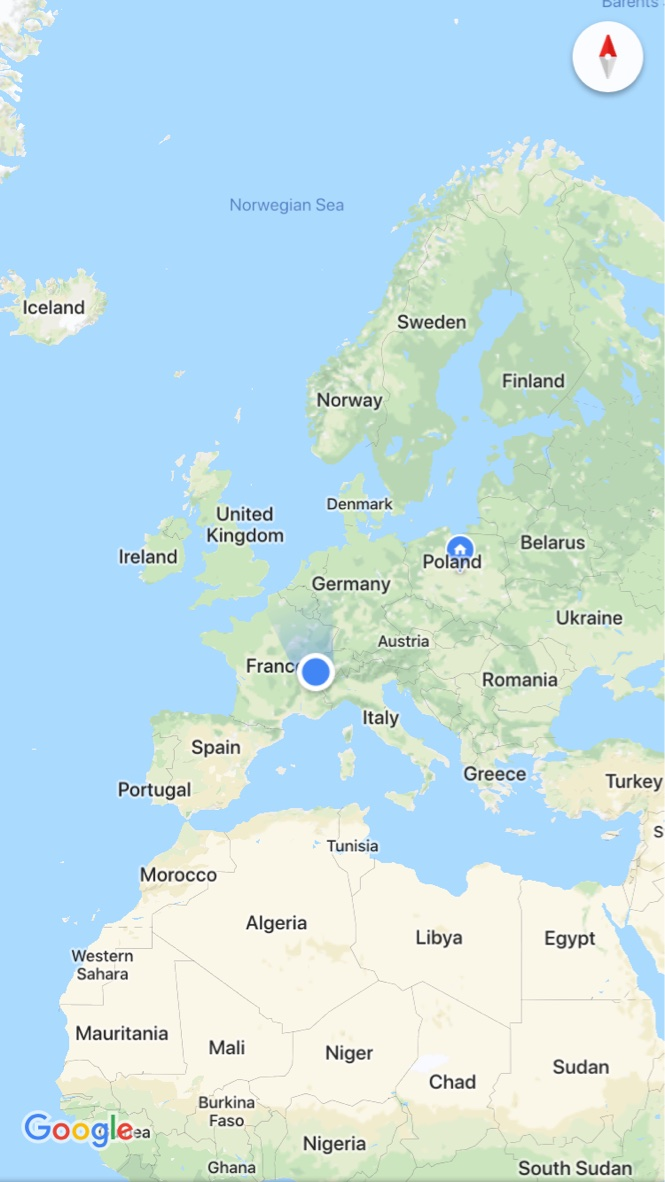 Barents
Norwegian Sea
Iceland
Sweden
Finland
Norway
Denmark
United
Kingdom
Ireland
Poland
Belarus
Germany
Ukraine
Austria
Franc
Romania
Italy
Spain
Greece
Portugal
Turkey
S
Tunisia
Morocco
Algeria
Libya
Egypt
Western
Sahara
Mauritania
Mali
Niger
Chad
Sudan
Burkina
Faso
Google
ea
Nigeria
Ghana
South Sudan